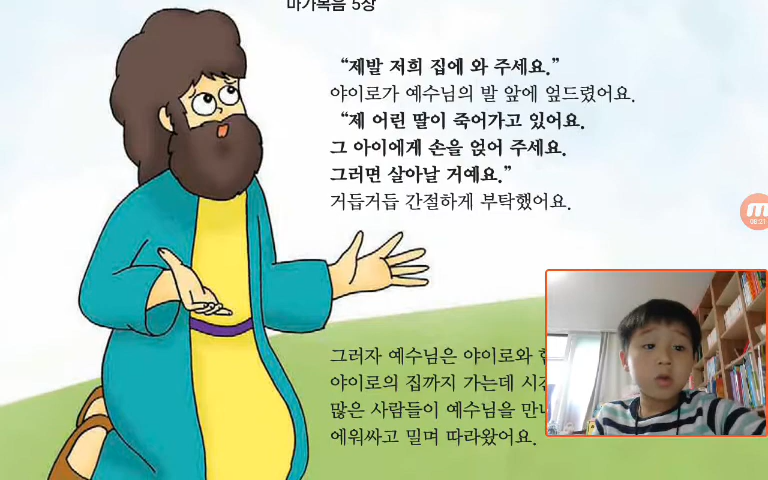 마가복음 5장
“제발 저희 집에 와 주세요.”
야이로가 예수님의 발 앞에 엎드렸어요.
“제 어린 딸이 죽어가고 있어요.
그 아이에게 손을 얹어 주세요.
그러면 살아날 거예요.”
거듭거듭 간절하게 부탁했어요.
06:21
그러자 예수님은 야이로와
야이로의 집까지 가는데
많은 사람들이 예수님을
에워싸고 밀며 따라왔어요.